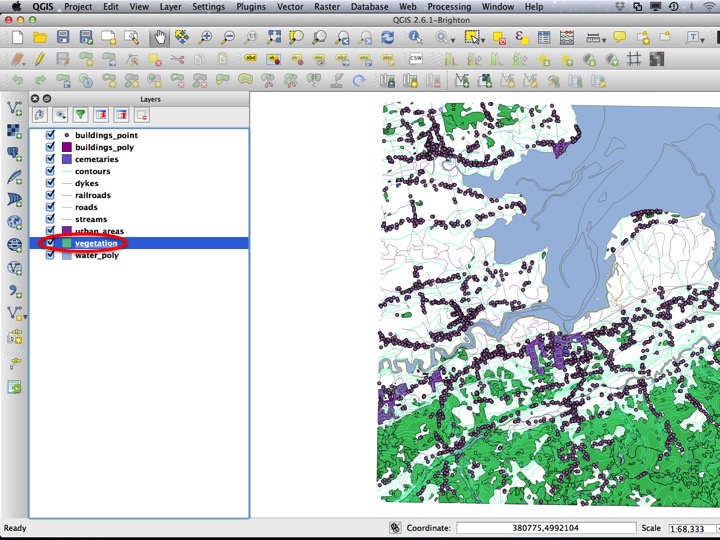 QGIS Project Edit View Layer Settings Plugins Vector Raster Database Web Processing Window Help
QGIS 2.6.1-Brighton
CSW
Layers
buildings_point
buildings_poly
cemetaries
contours
dykes
railroads
roads
streams
urban_areas
vegetation
water_poly
Ready
Coordinate: 380775,4992104 Scale 1:68,333